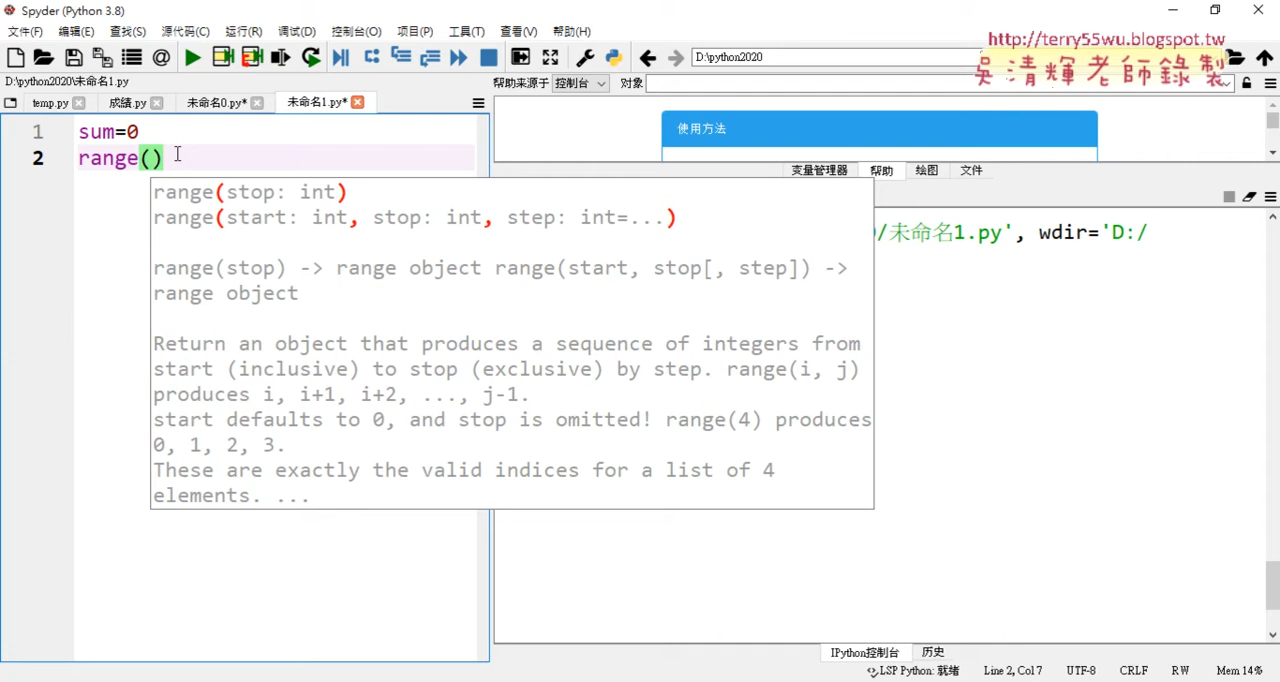 Spyder (Python 3.8)
文件(F) 编辑(E) 查找(S) 源代码(C) 运行(R) 调试(D) 控制台(O) 项目(P) 工具(T) 查看(V) 帮助(H)
http://terry55wu.blogspot.tw
吳清輝老師錄製
D:\python2020
D:\python2020\未命名1.py
帮助来源于 控制台 对象
temp.py 成绩.py 未命名0.py* 未命名1.py*
使用方法
变量管理器 帮助 绘图 文件
1 sum=0
2 range()
range(stop: int)
range(start: int, stop: int, step: int=...)
range(stop) -> range object range(start, stop[, step]) ->
range object
Return an object that produces a sequence of integers from
start (inclusive) to stop (exclusive) by step. range(i, j)
produces i, i+1, i+2, ..., j-1.
start defaults to 0, and stop is omitted! range(4) produces
0, 1, 2, 3.
These are exactly the valid indices for a list of 4
elements. ...
/未命名1.py', wdir='D:/
IPython控制台 历史
LSP Python: 就绪 Line 2, Col 7 UTF-8 CRLF RW Mem 14%